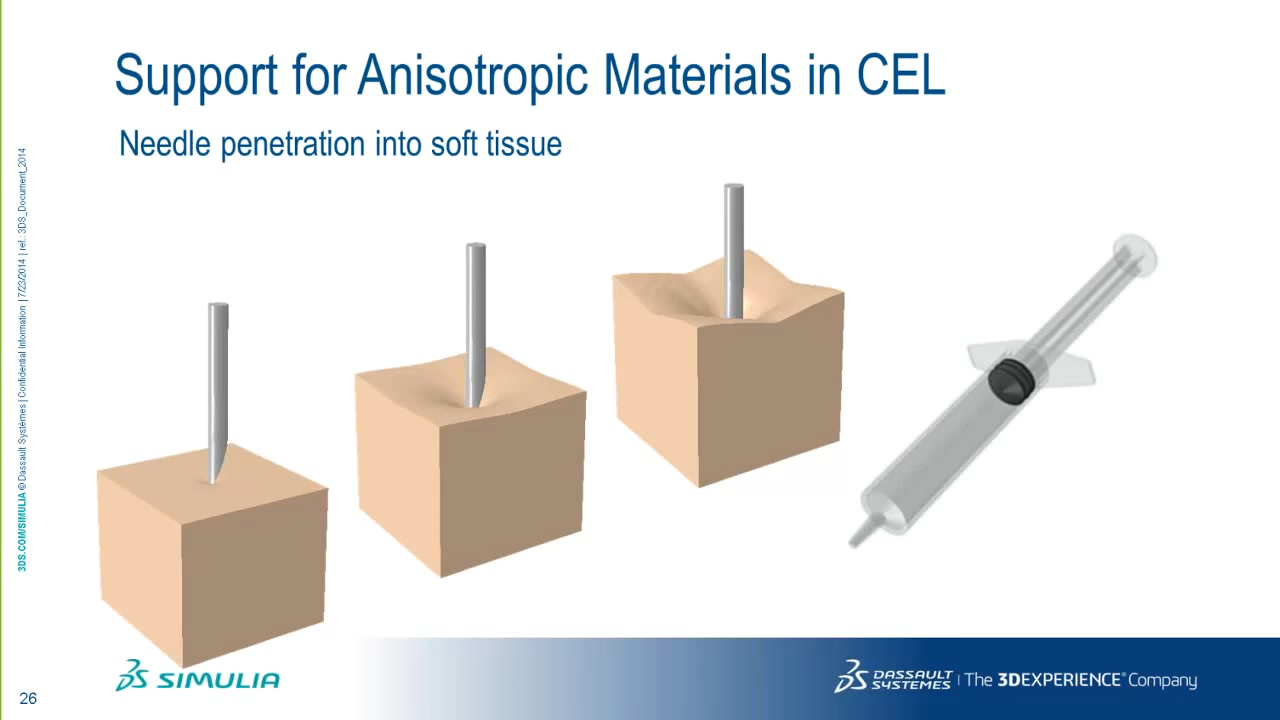 Support for Anisotropic Materials in CEL
Needle penetration into soft tissue
3DS.COM/SIMULIA © Dassault Systèmes | Confidential Information | 7/23/2014 | ref.: 3DS_Document_2014
26
SIMULIA
DASSAULT SYSTEMES | The 3DEXPERIENCE® Company